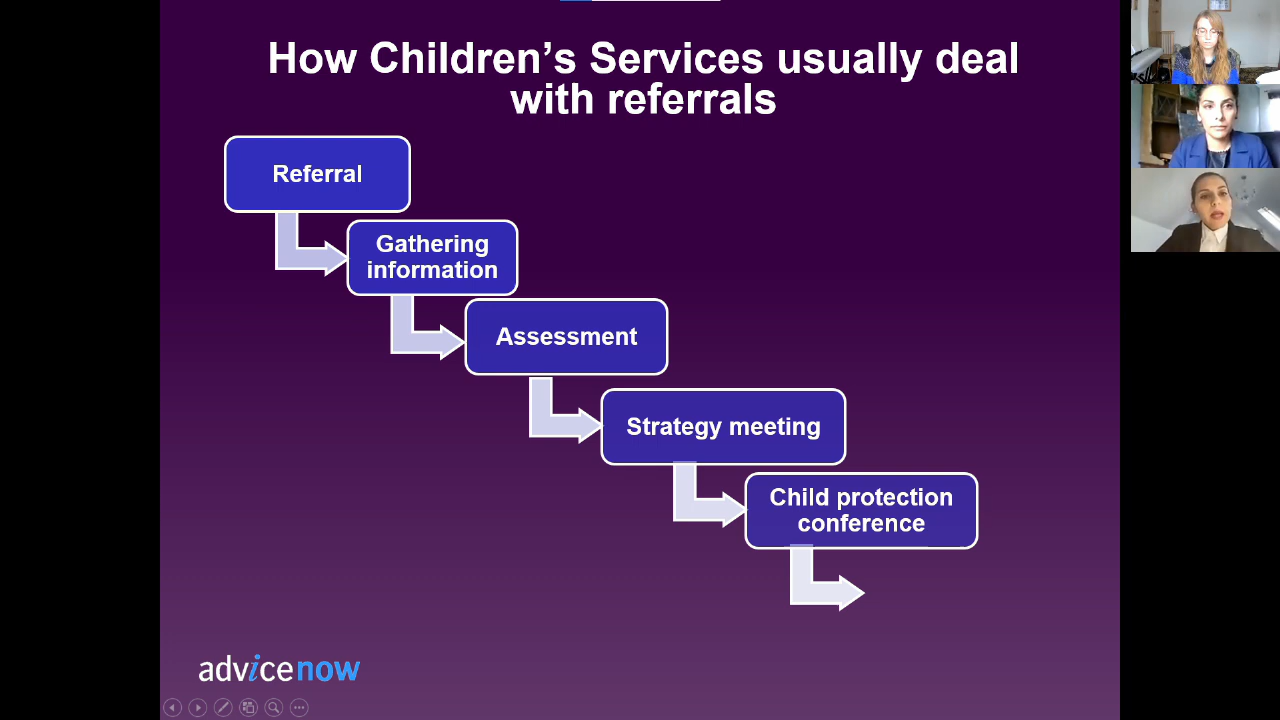 How Children’s Services usually deal
with referrals
Referral
Gathering
information
Assessment
Strategy meeting
Child protection
conference
advicenow